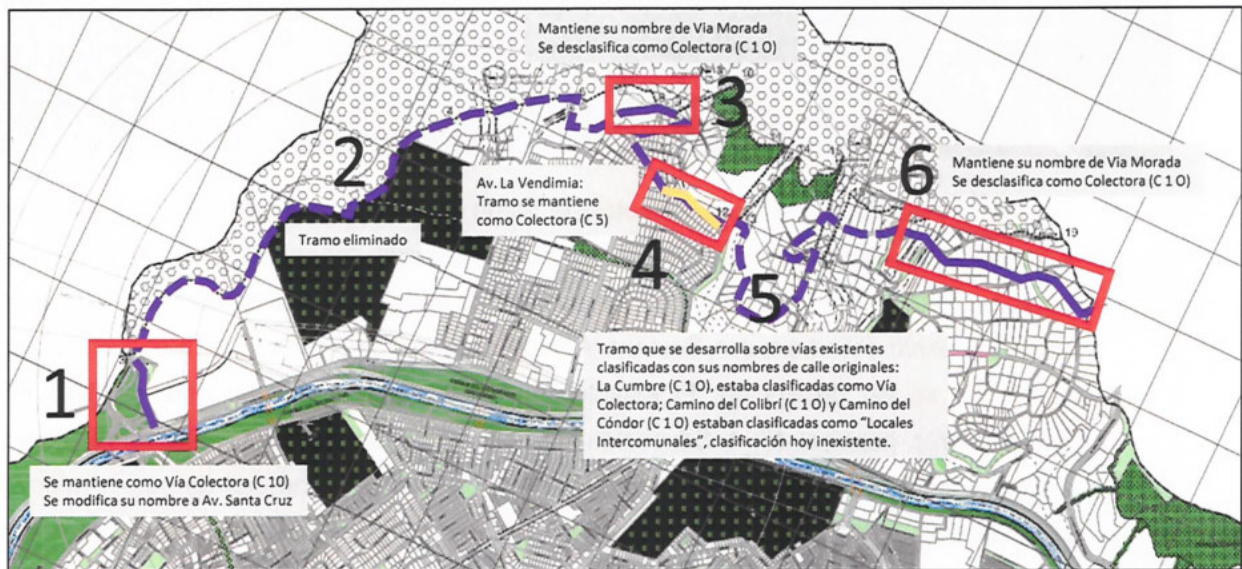 Mantiene su nombre de Via Morada
Se desclasifica como Colectora (C 1 O)
3
2
6
Mantiene su nombre de Via Morada
Se desclasifica como Colectora (C 1 O)
Av. La Vendimia:
Tramo se mantiene
como Colectora (C 5)
12
19
Tramo eliminado
4
5
1
Tramo que se desarrolla sobre vías existentes
clasificadas con sus nombres de calle originales:
La Cumbre (C 1 O), estaba clasificadas como Vía
Colectora; Camino del Colibrí (C 1 O) y Camino del
Cóndor (C 1 O) estaban clasificadas como "Locales
Intercomunales", clasificación hoy inexistente.
Se mantiene como Vía Colectora (C 10)
Se modifica su nombre a Av. Santa Cruz